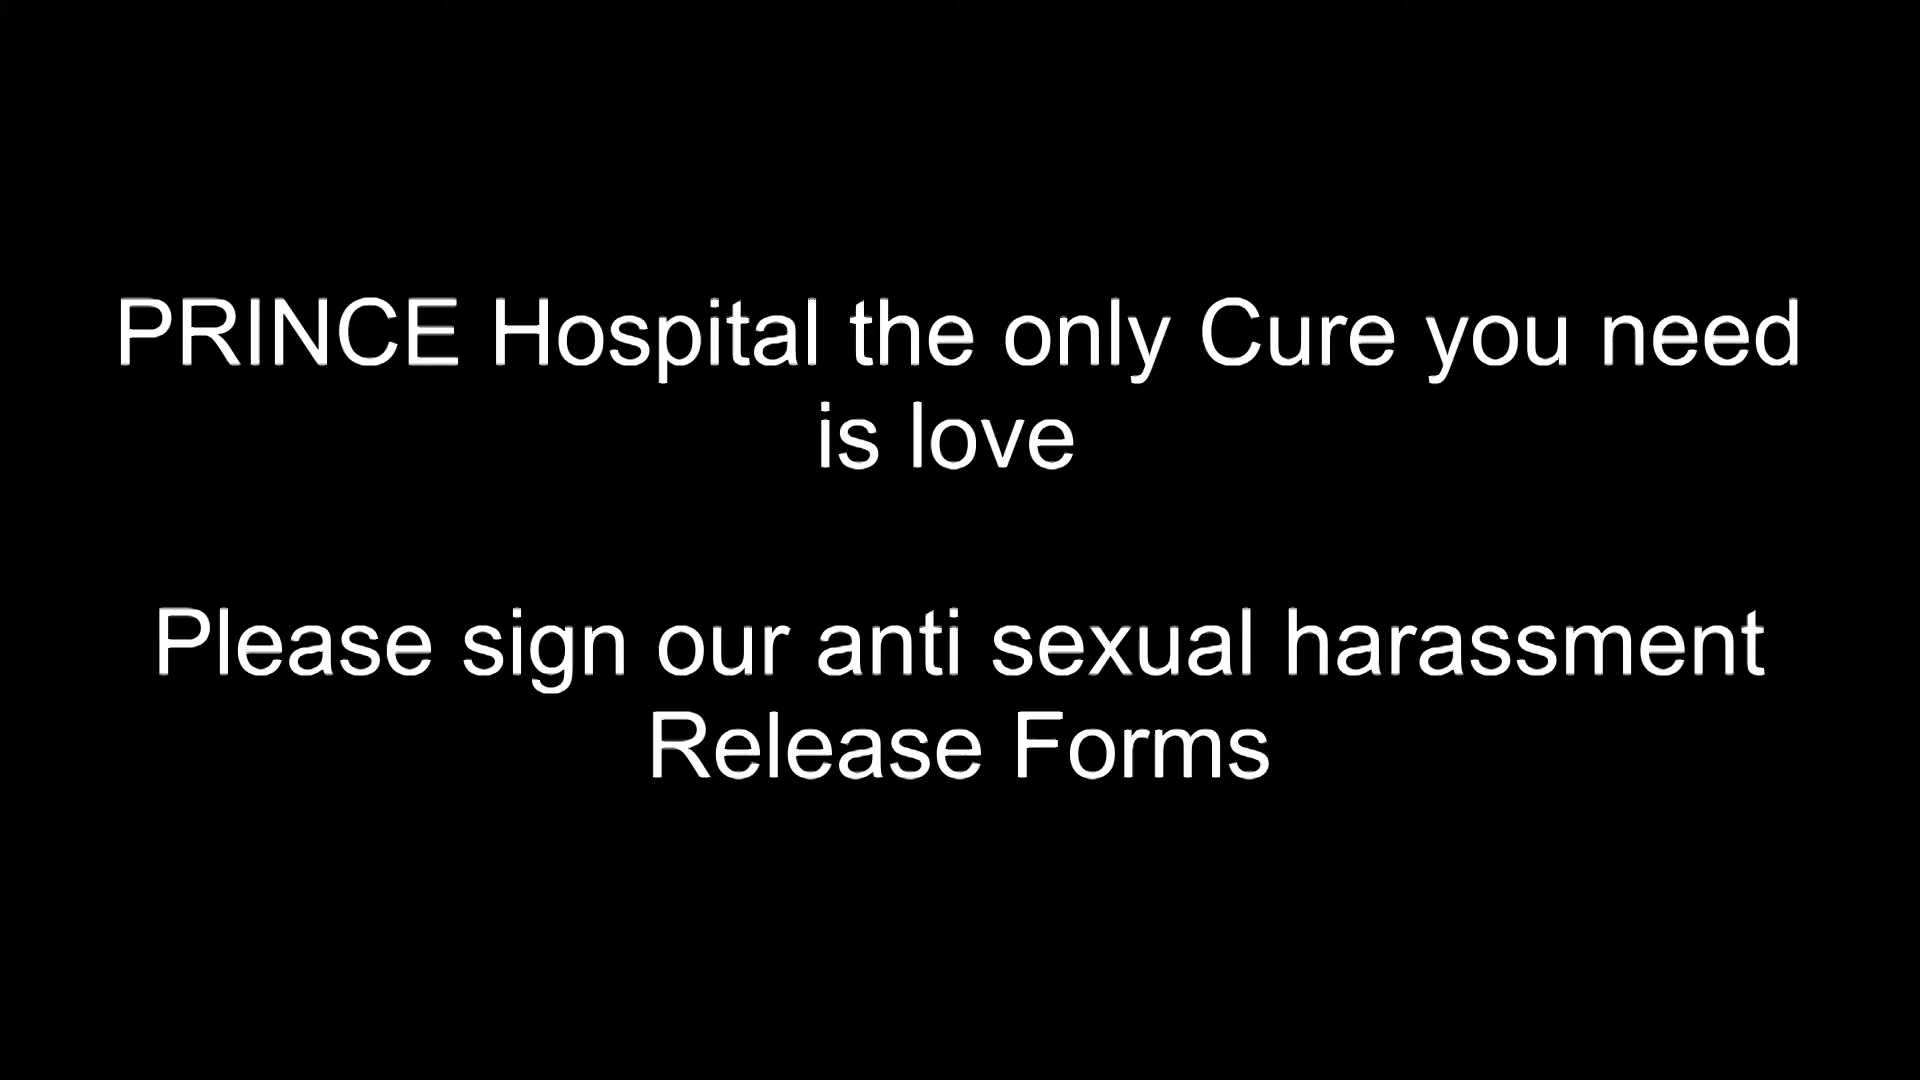 PRINCE Hospital the only Cure you need
is love
Please sign our anti sexual harassment
Release Forms